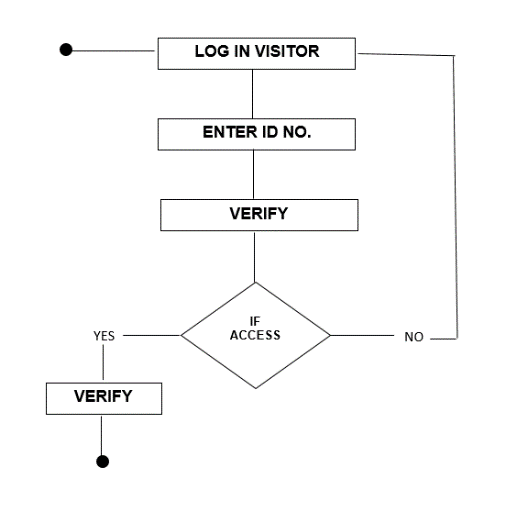 LOG IN VISITOR
ENTER ID NO.
VERIFY
IF
ACCESS
YES
NO
VERIFY